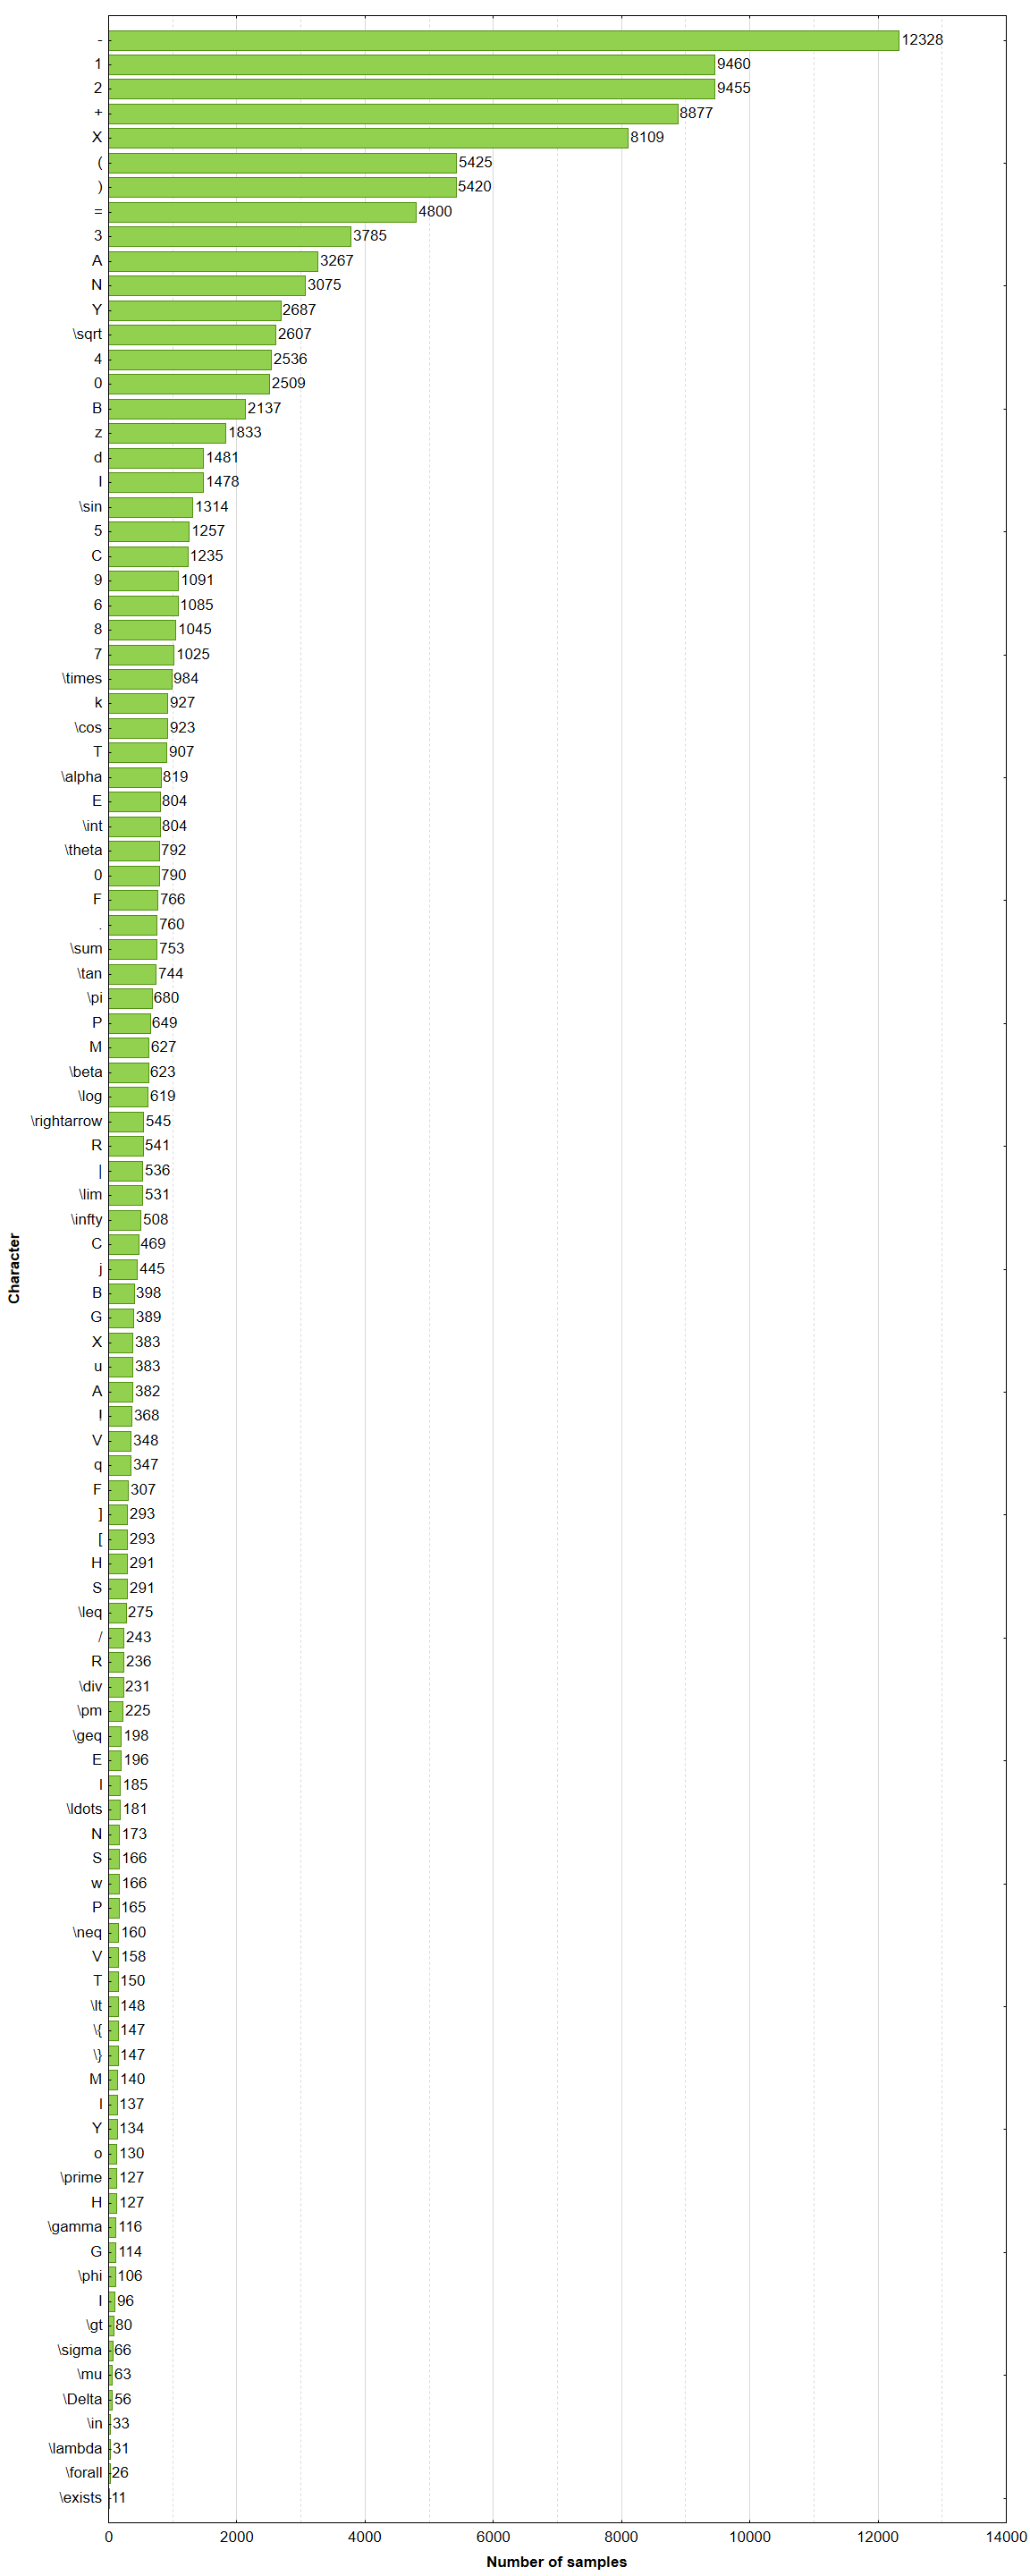 - 12328
1 9460
2 9455
+ 8877
X 8109
( 5425
) 5420
= 4800
3 3785
A 3267
N 3075
Y 2687
\sqrt 2607
4 2536
0 2509
B 2137
z 1833
d 1481
I 1478
\sin 1314
5 1257
C 1235
9 1091
6 1085
8 1045
7 1025
\times 984
k 927
\cos 923
T 907
\alpha 819
E 804
\int 804
\theta 792
0 790
F 766
. 760
\sum 753
\tan 744
\pi 680
P 649
M 627
\beta 623
\log 619
\rightarrow 545
R 541
| 536
\lim 531
\infty 508
C 469
j 445
B 398
G 389
X 383
u 383
A 382
! 368
V 348
q 347
F 307
] 293
[ 293
H 291
S 291
\leq 275
/ 243
R 236
\div 231
\pm 225
\geq 198
E 196
I 185
\ldots 181
N 173
S 166
w 166
P 165
\neq 160
V 158
T 150
\lt 148
\{ 147
\} 147
M 140
I 137
Y 134
o 130
\prime 127
H 127
\gamma 116
G 114
\phi 106
I 96
\gt 80
\sigma 66
\mu 63
\Delta 56
\in 33
\lambda 31
\forall 26
\exists 11
0 2000 4000 6000 8000 10000 12000 14000
Number of samples
Character